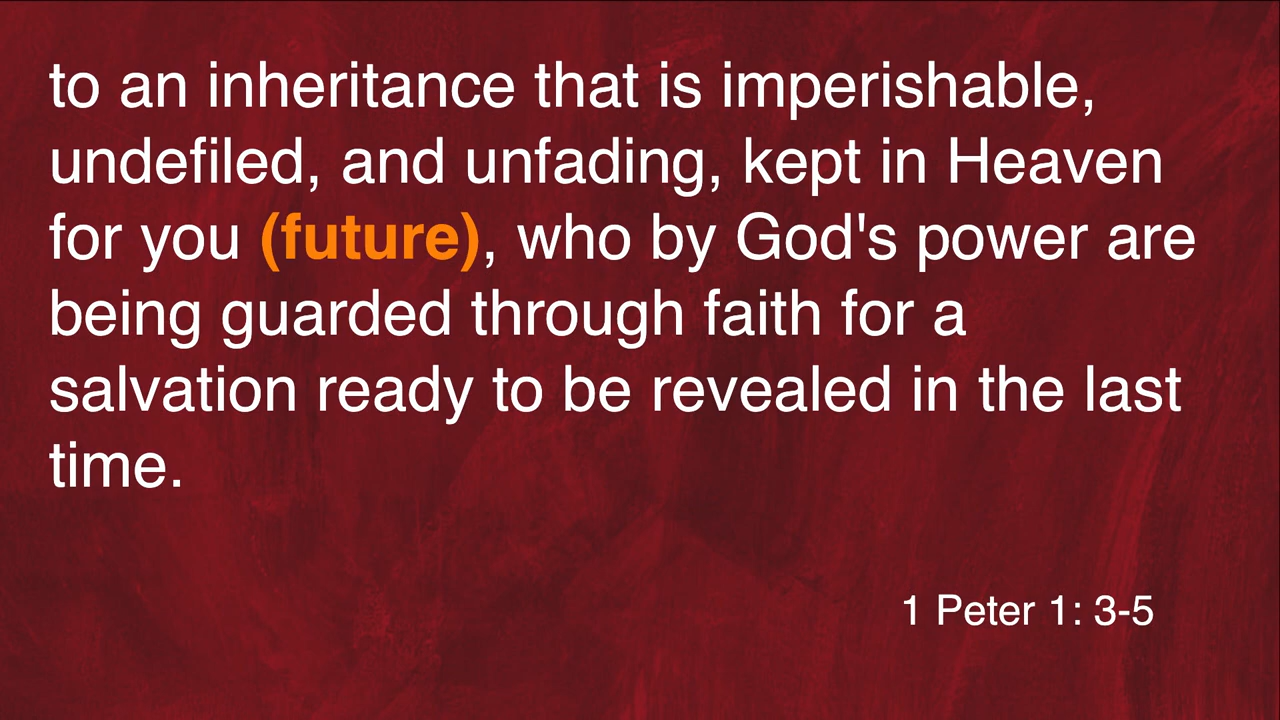 to an inheritance that is imperishable,
undefiled, and unfading, kept in Heaven
for you (future), who by God's power are
being guarded through faith for a
salvation ready to be revealed in the last
time.
1 Peter 1: 3-5